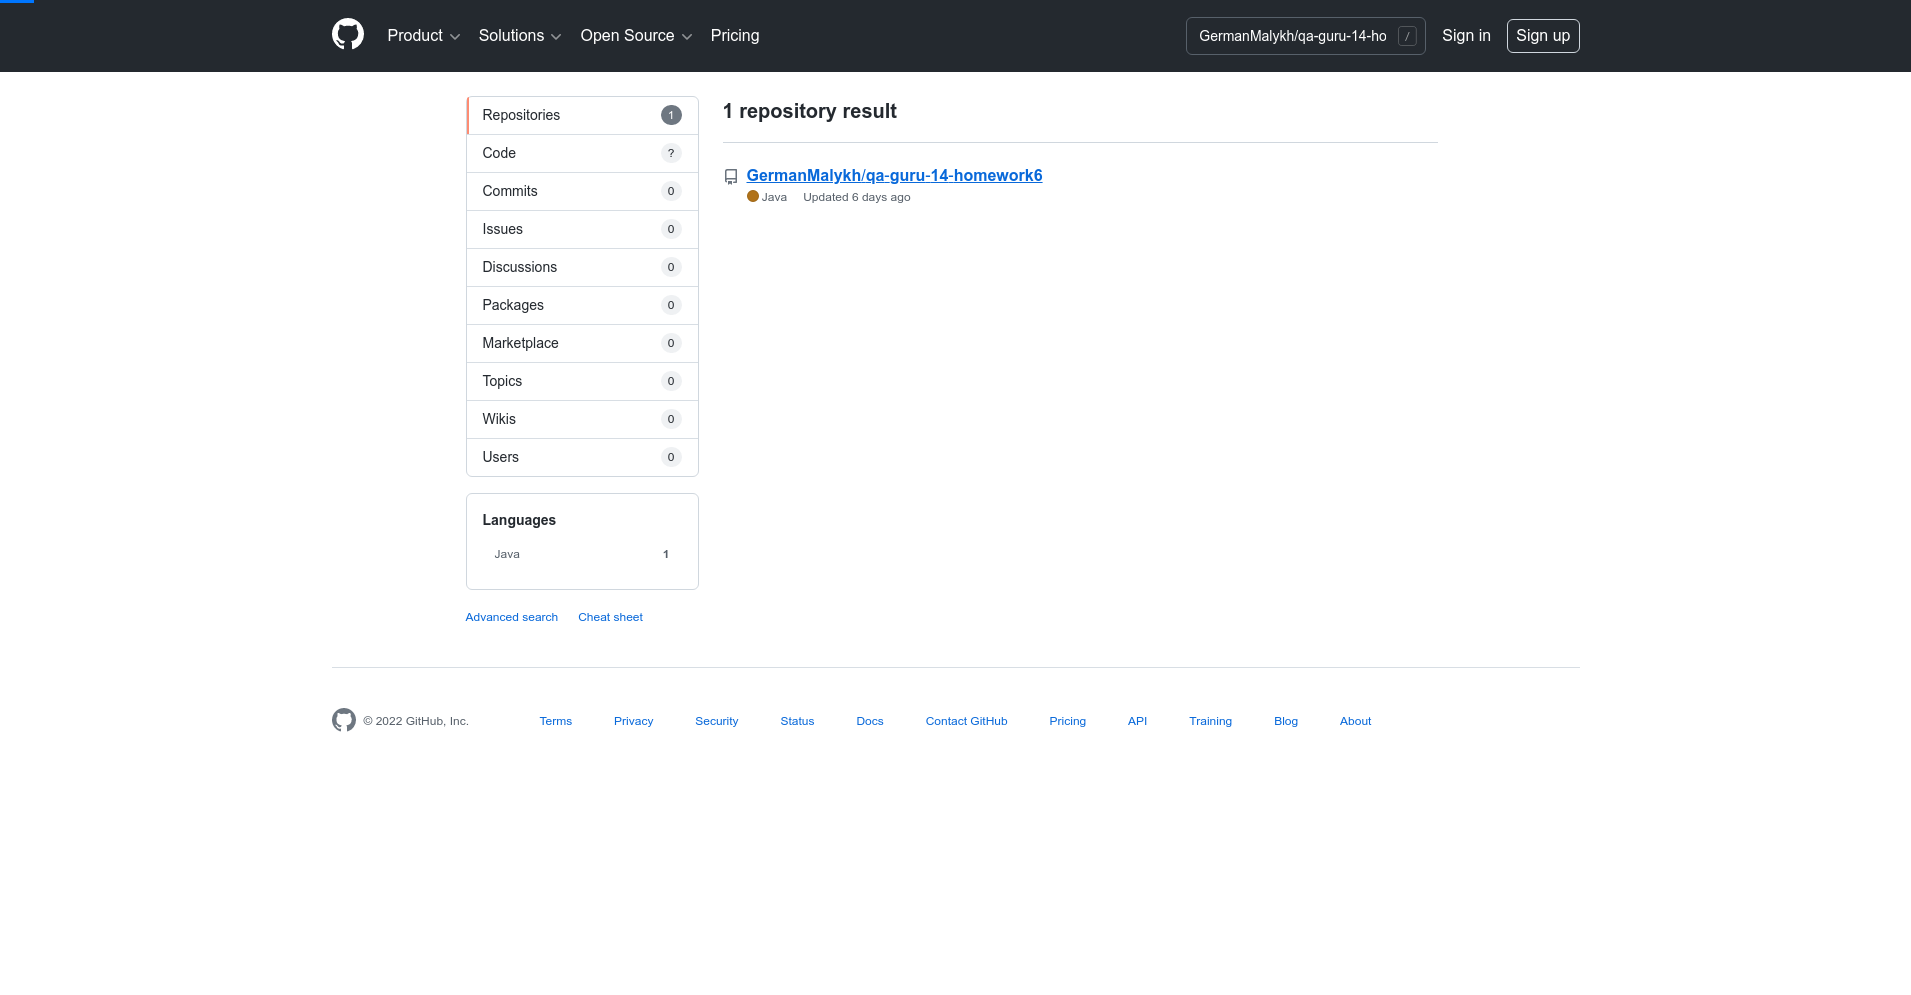 Product Solutions Open Source Pricing GermanMalykh/qa-guru-14-ho / Sign in Sign up
Repositories 1
Code ?
Commits 0
Issues 0
Discussions 0
Packages 0
Marketplace 0
Topics 0
Wikis 0
Users 0
Languages
Java 1
Advanced search Cheat sheet
1 repository result
GermanMalykh/qa-guru-14-homework6
Java Updated 6 days ago
© 2022 GitHub, Inc. Terms Privacy Security Status Docs Contact GitHub Pricing API Training Blog About